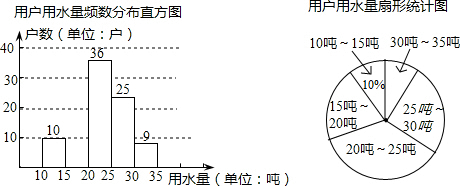 用户用水量频数分布直方图
户数（单位：户）
40
30
20
10
10
36
25
9
10 15 20 25 30 35
用水量（单位：吨）
用户用水量扇形统计图
10吨～15吨
30吨～35吨
10%
15吨～
20吨
25吨～
30吨
20吨～25吨